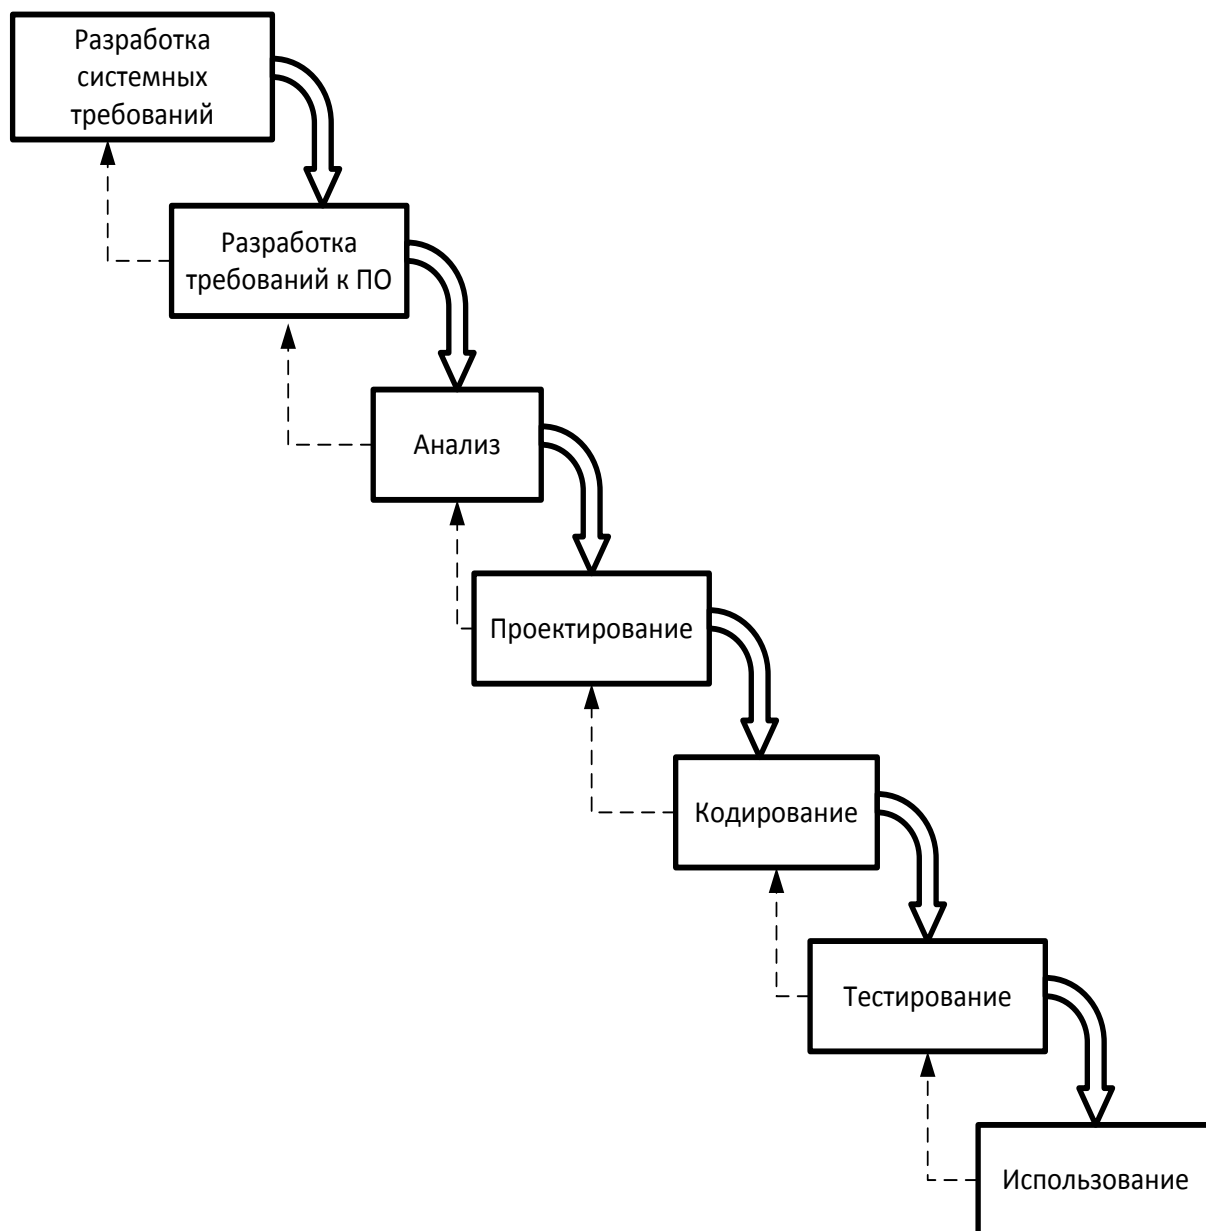 Разработка
системных
требований
Разработка
требований к ПО
Анализ
Проектирование
Кодирование
Тестирование
Использование